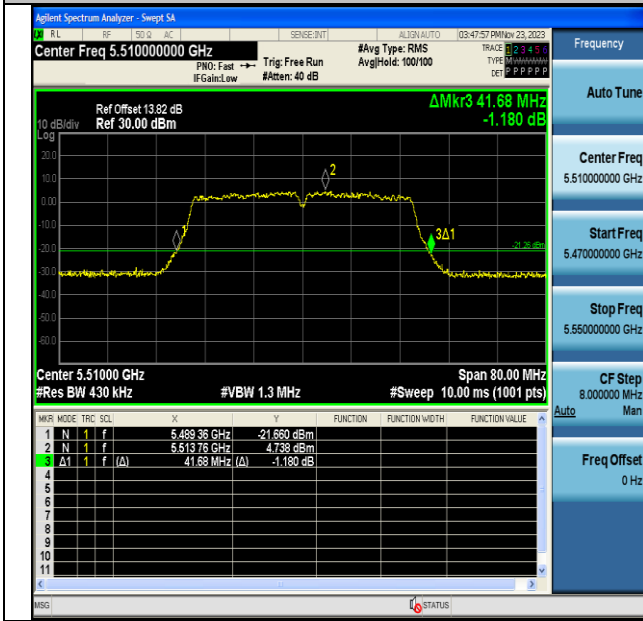 Agilent Spectrum Analyzer - Swept SA
RL RF 50 Ω AC SENSE:INT ALIGN AUTO 03:47:57 PM Nov 23, 2023
Center Freq 5.510000000 GHz
PNO: Fast
IFGain:Low
Trig: Free Run
#Atten: 40 dB
#Avg Type: RMS
Avg|Hold: 100/100
TRACE 1 2 3 4 5 6
TYPE M W W W W W
DET P P P P P P
Ref Offset 13.82 dB
10 dB/div Ref 30.00 dBm
Log
ΔMkr3 41.68 MHz
-1.180 dB
20.0
10.0
0.00
-10.0
-20.0
-30.0
-40.0
-50.0
-60.0
1
2
3Δ1
-21.26 dBm
Center 5.51000 GHz Span 80.00 MHz
#Res BW 430 kHz #VBW 1.3 MHz #Sweep 10.00 ms (1001 pts)
MKR MODE TRC SCL X Y FUNCTION FUNCTION WIDTH FUNCTION VALUE
1 N 1 f 5.489 36 GHz -21.660 dBm
2 N 1 f 5.513 76 GHz 4.738 dBm
3 Δ1 1 f (Δ) 41.68 MHz (Δ) -1.180 dB
4
5
6
7
8
9
10
11
MSG STATUS
Frequency
Auto Tune
Center Freq
5.510000000 GHz
Start Freq
5.470000000 GHz
Stop Freq
5.550000000 GHz
CF Step
8.000000 MHz
Auto Man
Freq Offset
0 Hz